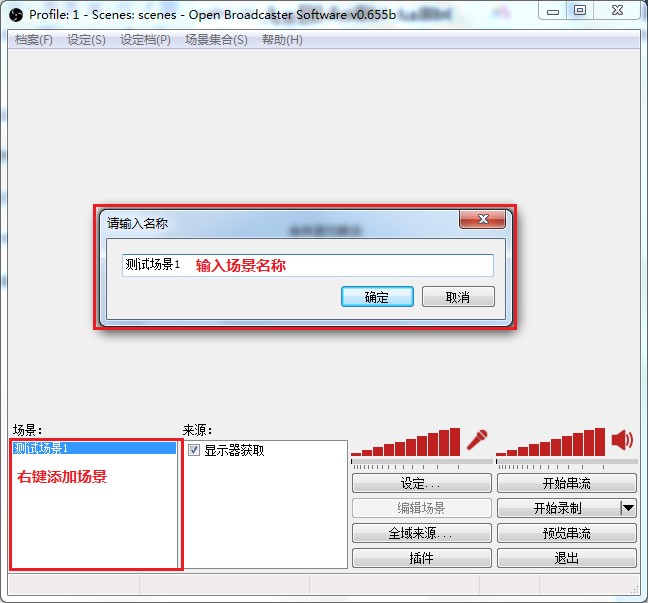 Profile: 1 - Scenes: scenes - Open Broadcaster Software v0.655b
档案(F) 设定(S) 设定档(P) 场景集合(S) 帮助(H)
请输入名称
测试场景1 输入场景名称
确定 取消
场景: 来源:
测试场景1 显示器获取
右键添加场景
设定... 开始串流
编辑场景 开始录制
全域来源... 预览串流
插件 退出